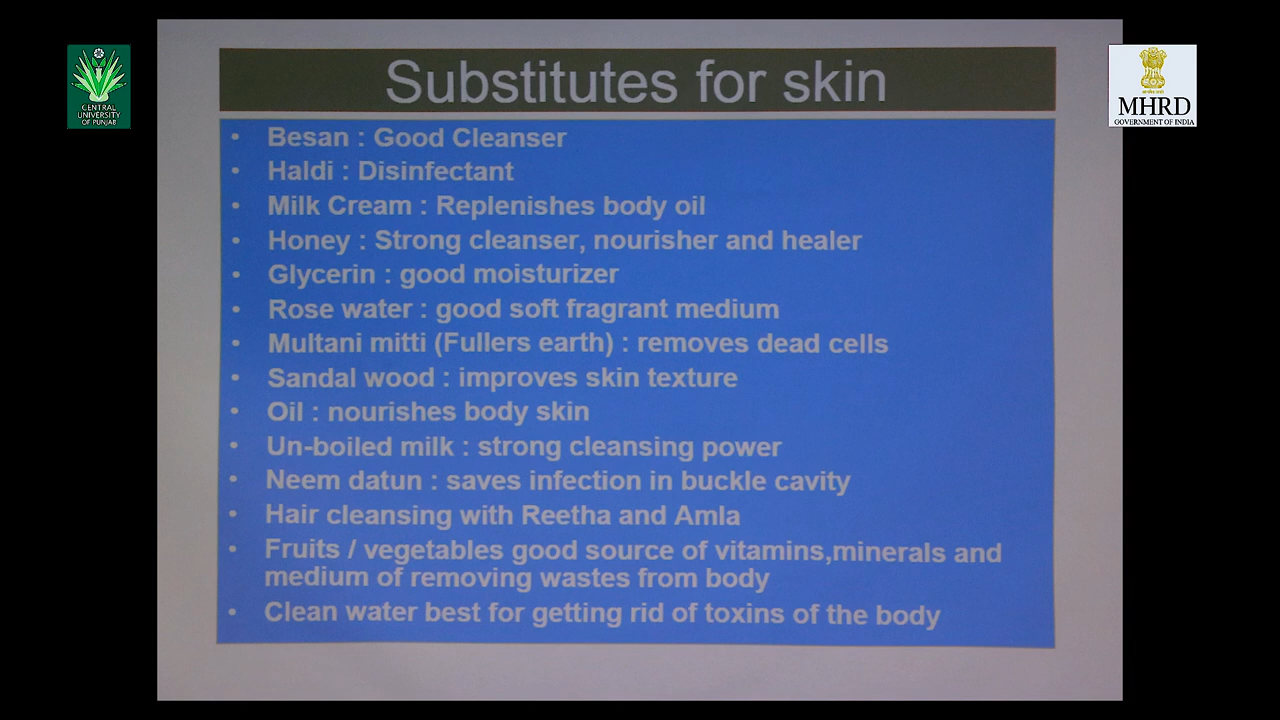 CENTRAL
UNIVERSITY
OF PUNJAB
MHRD
GOVERNMENT OF INDIA
Substitutes for skin
• Besan : Good Cleanser
• Haldi : Disinfectant
• Milk Cream : Replenishes body oil
• Honey : Strong cleanser, nourisher and healer
• Glycerin : good moisturizer
• Rose water : good soft fragrant medium
• Multani mitti (Fullers earth) : removes dead cells
• Sandal wood : improves skin texture
• Oil : nourishes body skin
• Un-boiled milk : strong cleansing power
• Neem datun : saves infection in buckle cavity
• Hair cleansing with Reetha and Amla
• Fruits / vegetables good source of vitamins,minerals and
medium of removing wastes from body
• Clean water best for getting rid of toxins of the body